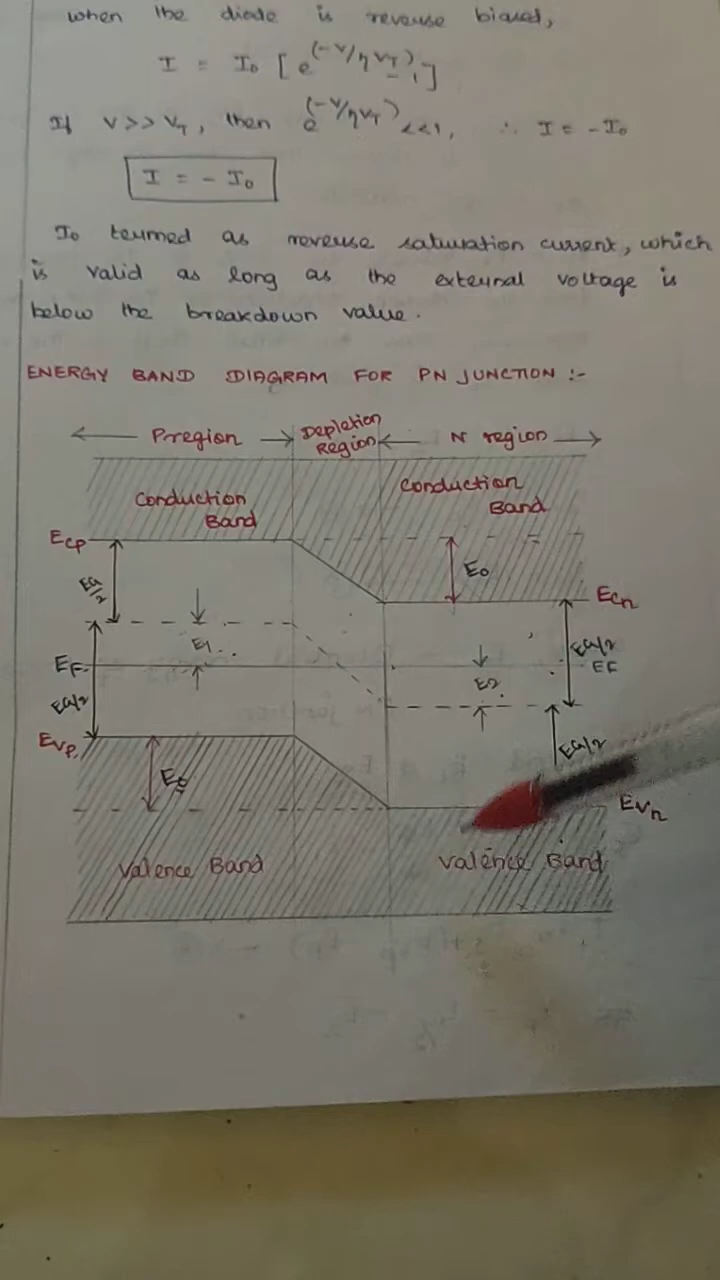 when the diode is reverse biased,
I = I₀ [ e^(-V/ηV_T) - 1 ]
If V >> V_T, then e^(-V/ηV_T) <<1, ∴ I = - I₀
I = - I₀
I₀ termed as reverse saturation current, which
is valid as long as the external voltage is
below the breakdown value.
ENERGY BAND DIAGRAM FOR PN JUNCTION :-
P region
Depletion
Region
N region
Conduction
Band
Conduction
Band
Ecp
E₀
Ecn
EG/2
E1
EG/2
EF
EF
E2
EG/2
Evp
EG/2
E₀
Evn
Valence Band
Valence Band